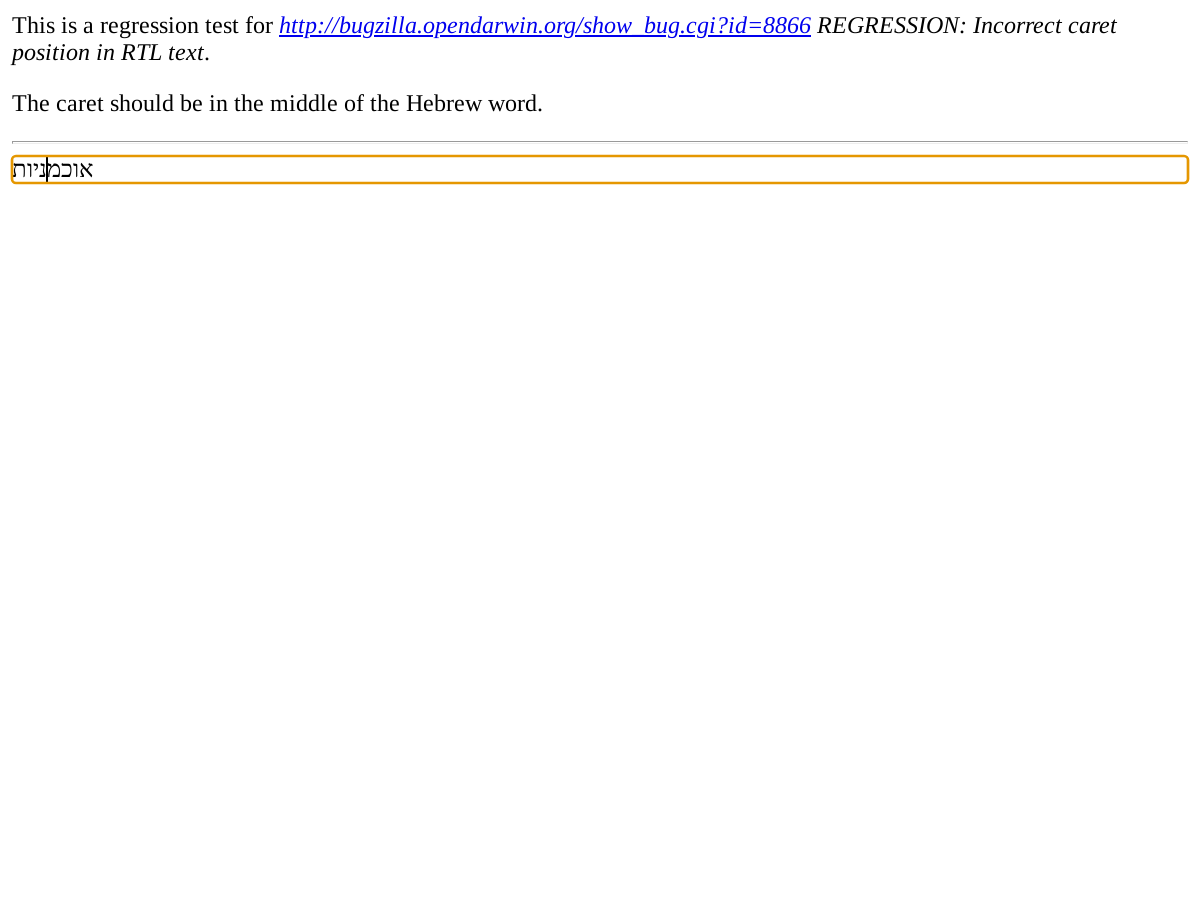 This is a regression test for http://bugzilla.opendarwin.org/show_bug.cgi?id=8866 REGRESSION: Incorrect caret
position in RTL text.
The caret should be in the middle of the Hebrew word.
אוכמניות